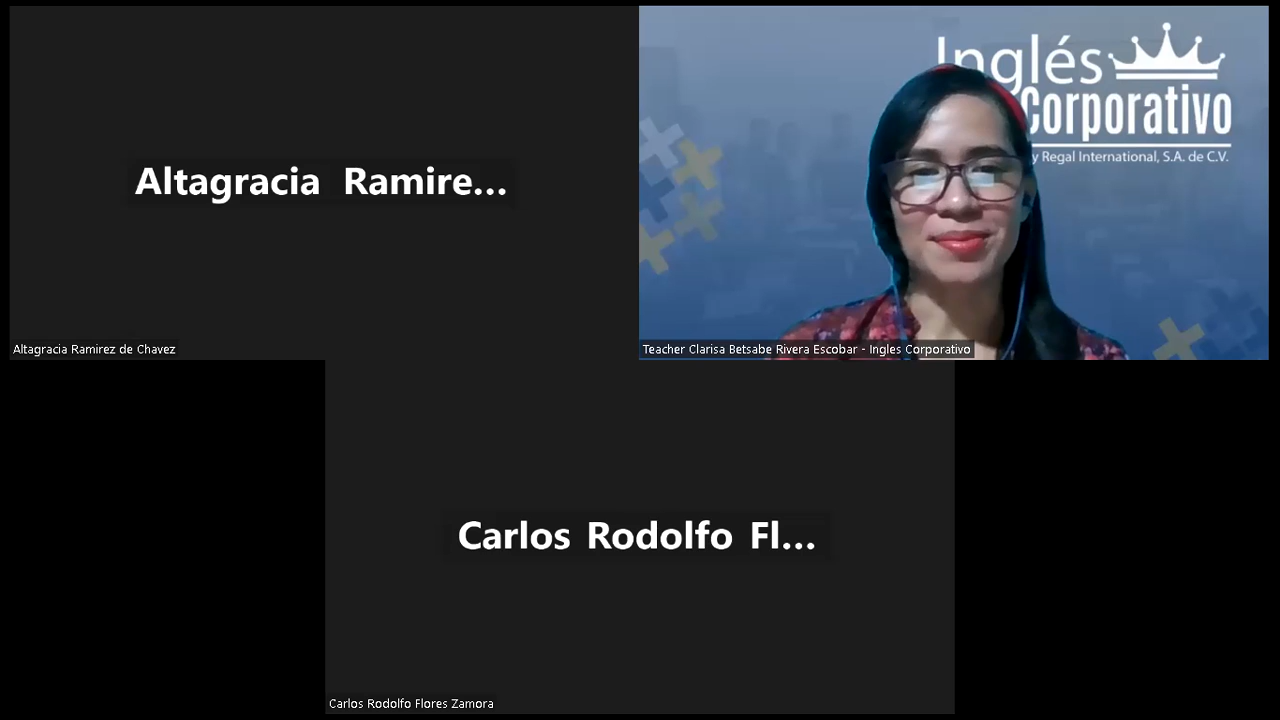 Altagracia Ramire...
Altagracia Ramirez de Chavez
Inglés
Corporativo
y Regal International, S.A. de C.V.
Teacher Clarisa Betsabe Rivera Escobar - Ingles Corporativo
Carlos Rodolfo Fl...
Carlos Rodolfo Flores Zamora